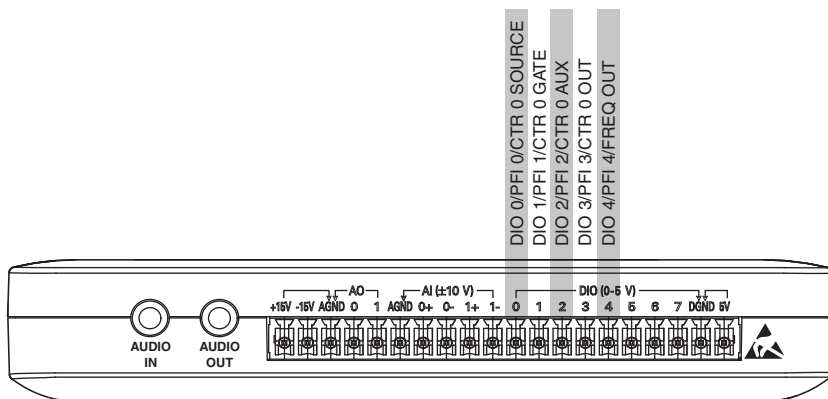 DIO 0/PFI 0/CTR 0 SOURCE
DIO 1/PFI 1/CTR 0 GATE
DIO 2/PFI 2/CTR 0 AUX
DIO 3/PFI 3/CTR 0 OUT
DIO 4/PFI 4/FREQ OUT
AO AI (±10 V) DIO (0-5 V)
+15V -15V AGND 0 1 AGND 0+ 0- 1+ 1- 0 1 2 3 4 5 6 7 DGND 5V
AUDIO IN
AUDIO OUT